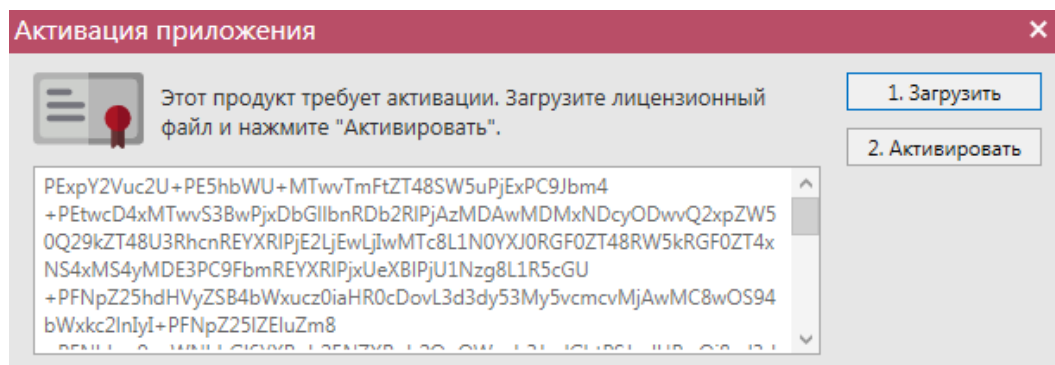 Активация приложения
Этот продукт требует активации. Загрузите лицензионный
файл и нажмите "Активировать".
1. Загрузить
2. Активировать
PExpY2Vuc2U+PE5hbWU+MTwvTmFtZT48SW5uPjExPC9Jbm4
+PEtwcD4xMTwvS3BwPjxDbGllbnRDb2RlPjAzMDAwMDMxNDcyODwvQ2xpZW5
0Q29kZT48U3RhcnREYXRlPjE2LjEwLjIwMTc8L1N0YXJ0RGF0ZT48RW5kRGF0ZT4x
NS4xMS4yMDE3PC9FbmREYXRlPjxUeXBlPjU1Nzg8L1R5cGU
+PFNpZ25hdHVyZSB4bWxucz0iaHR0cDovL3d3dy53My5vcmcvMjAwMC8wOS94
bWxkc2lnIyI+PFNpZ25lZEluZm8